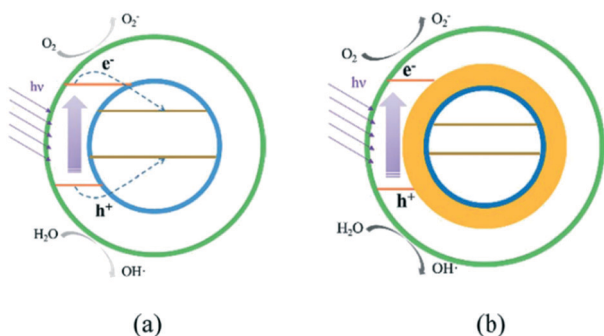 O₂⁻
O₂
e⁻
hν
h⁺
H₂O
OH·
(a)
O₂⁻
O₂
e⁻
hν
h⁺
H₂O
OH·
(b)